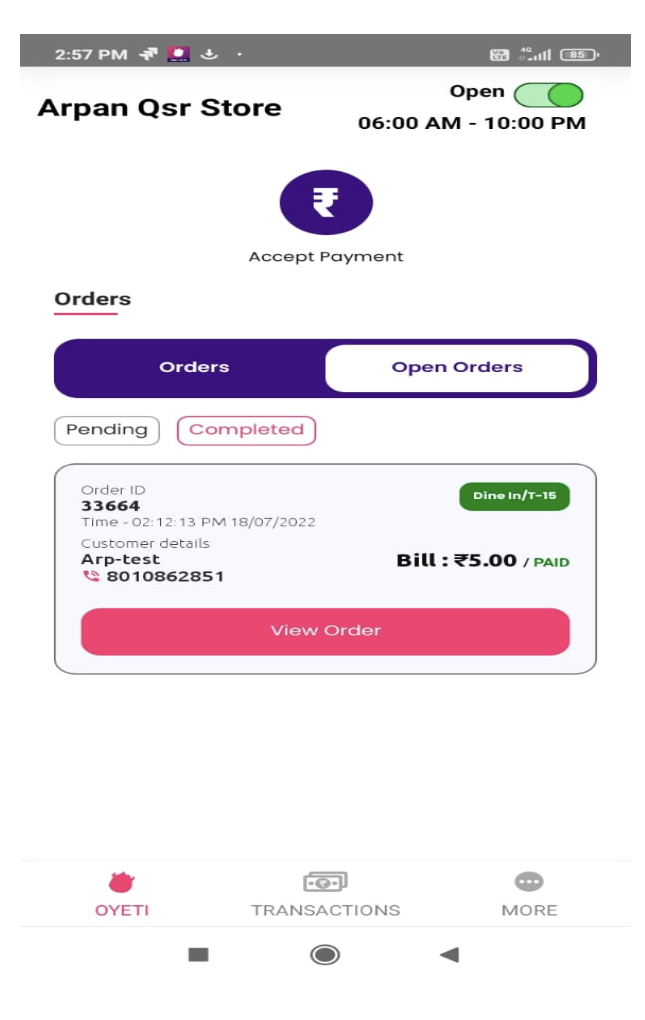 2:57 PM
4G
85
Arpan Qsr Store
Open
06:00 AM - 10:00 PM
₹
Accept Payment
Orders
Orders
Open Orders
Pending
Completed
Order ID
33664
Dine In/T-15
Time - 02:12:13 PM 18/07/2022
Customer details
Arp-test
Bill : ₹5.00 / PAID
8010862851
View Order
OYETI
TRANSACTIONS
MORE